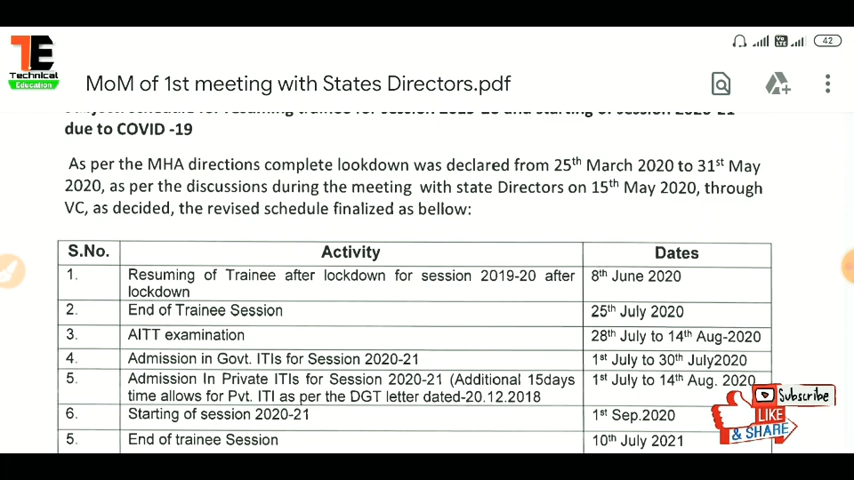 TE
Technical
Education
42
MoM of 1st meeting with States Directors.pdf
due to COVID -19
As per the MHA directions complete lookdown was declared from 25th March 2020 to 31st May
2020, as per the discussions during the meeting with state Directors on 15th May 2020, through
VC, as decided, the revised schedule finalized as bellow:
S.No. Activity Dates
1. Resuming of Trainee after lockdown for session 2019-20 after 8th June 2020
lockdown
2. End of Trainee Session 25th July 2020
3. AITT examination 28th July to 14th Aug-2020
4. Admission in Govt. ITIs for Session 2020-21 1st July to 30th July2020
5. Admission In Private ITIs for Session 2020-21 (Additional 15days 1st July to 14th Aug. 2020
time allows for Pvt. ITI as per the DGT letter dated-20.12.2018
6. Starting of session 2020-21 1st Sep.2020
5. End of trainee Session 10th July 2021
Subscribe
LIKE
& SHARE